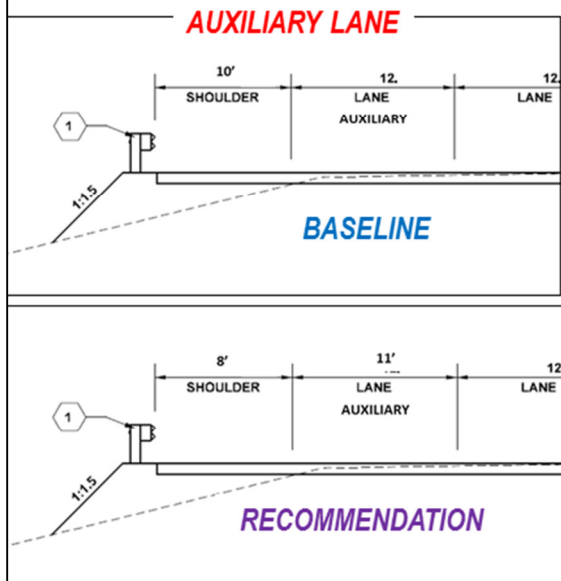 AUXILIARY LANE
10' 12. 12.
SHOULDER LANE LANE
AUXILIARY
1
1:1.5
BASELINE
8' 11' 12
SHOULDER LANE LANE
AUXILIARY
1
1:1.5
RECOMMENDATION